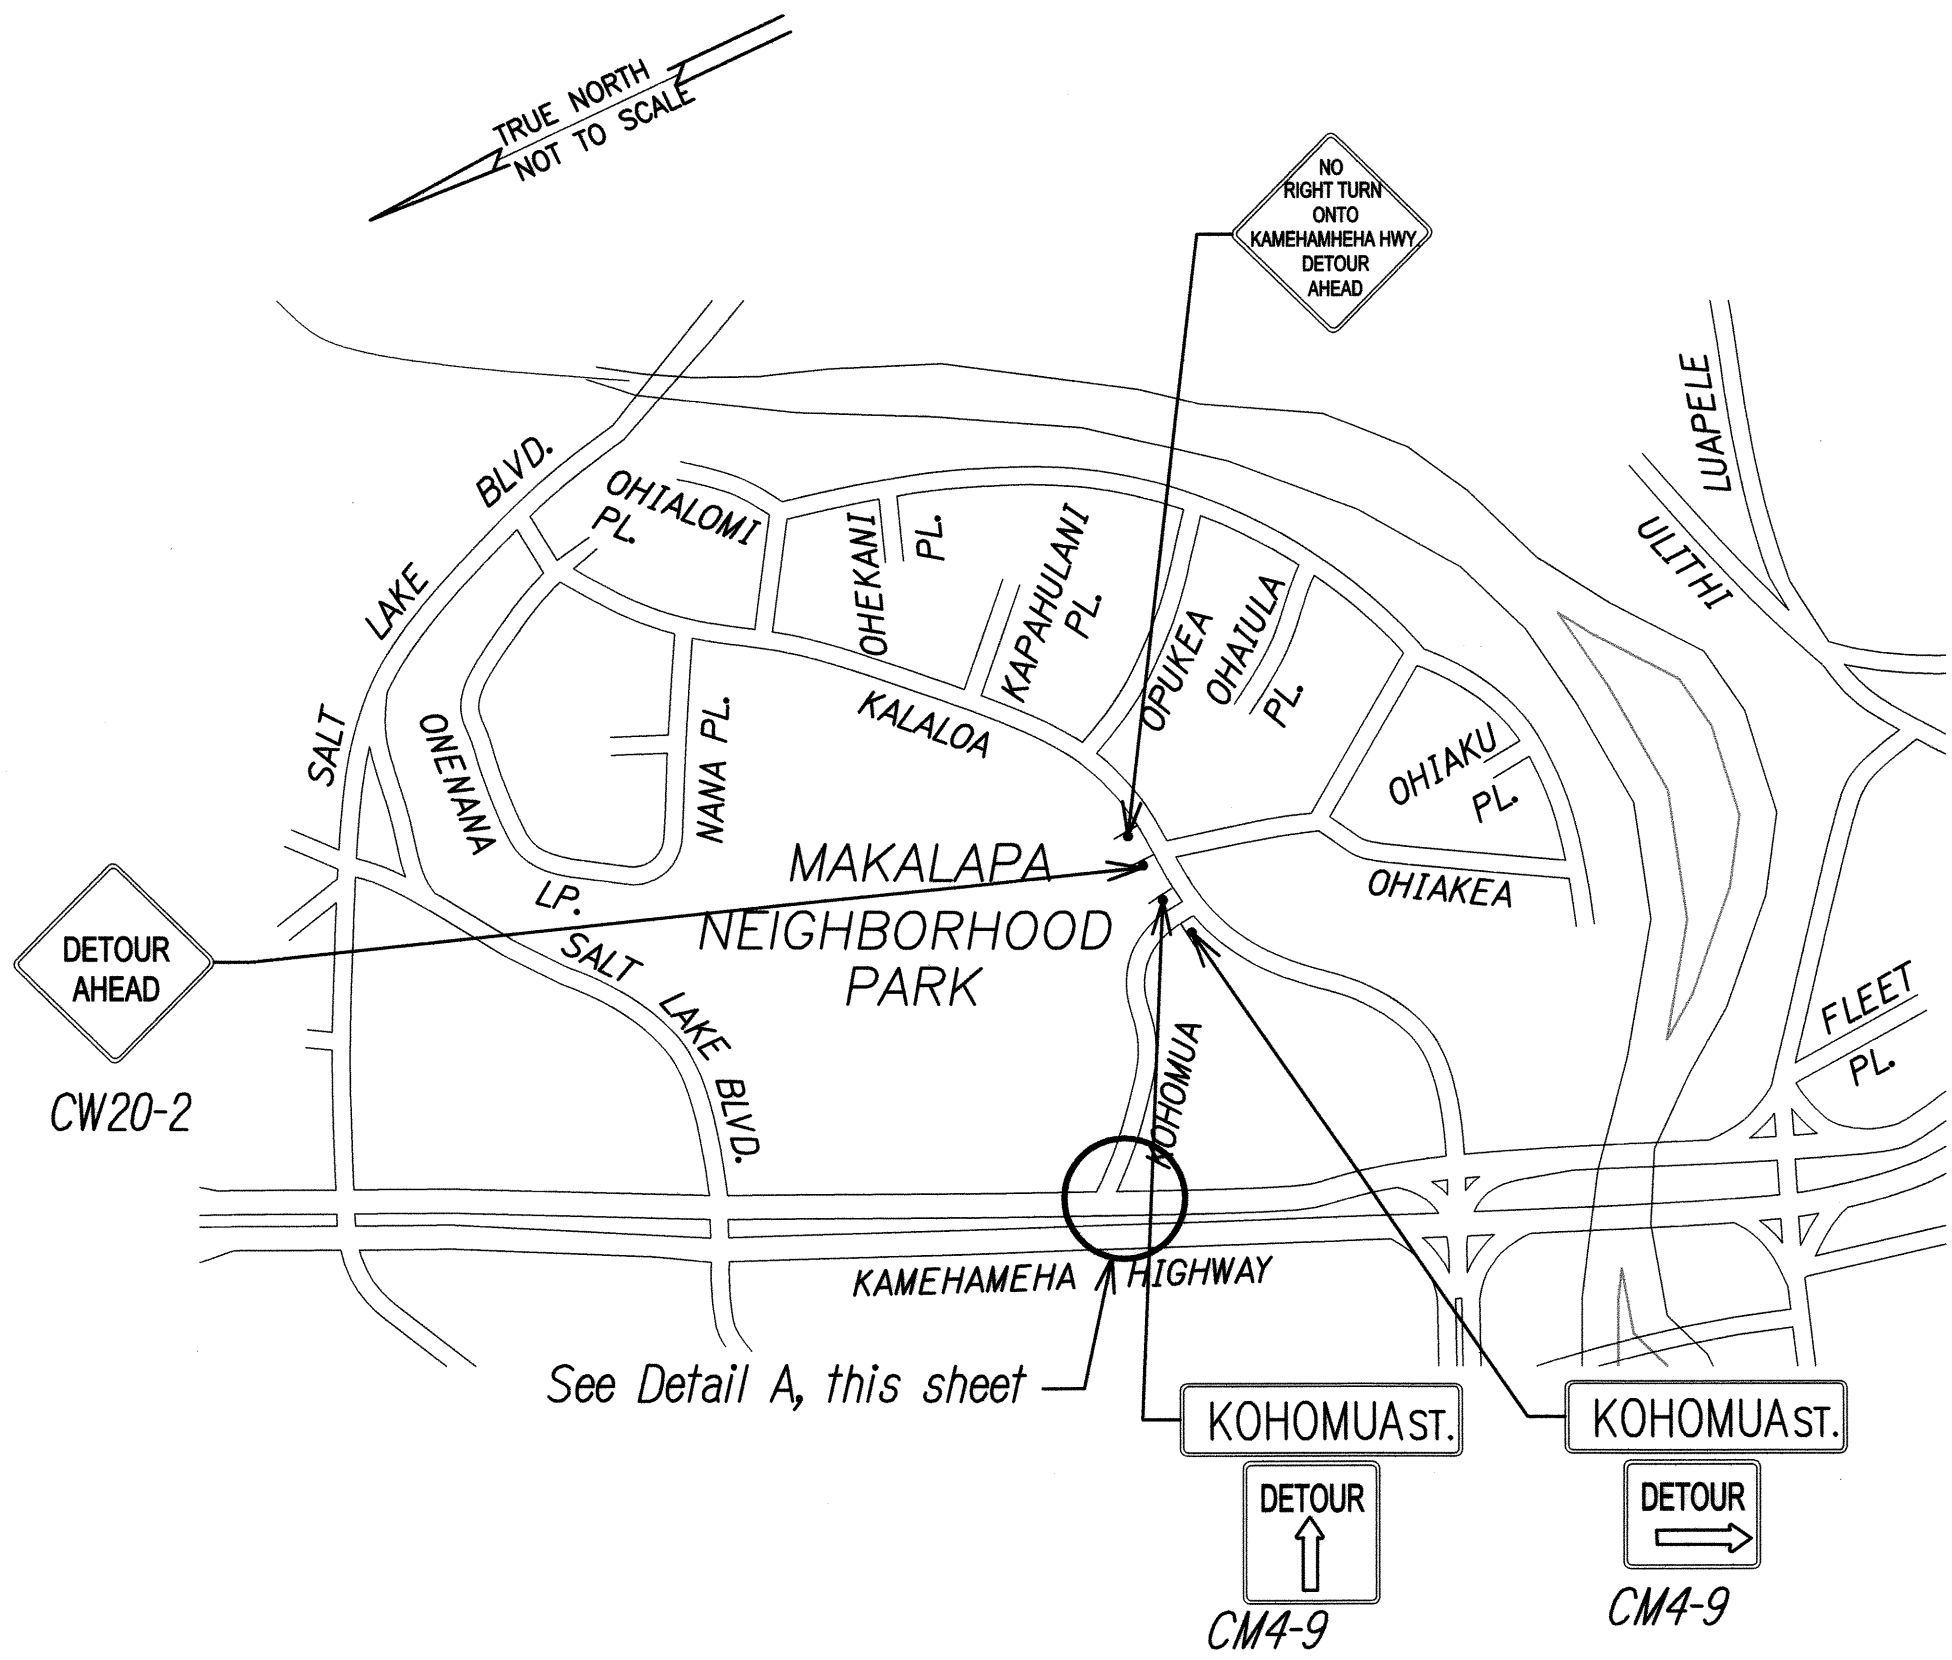 TRUE NORTH
NOT TO SCALE
NO
RIGHT TURN
ONTO
KAMEHAMHEHA HWY
DETOUR
AHEAD
LUAPELE
ULITHI
SALT LAKE BLVD.
OHIALOMI
PL.
OHEKANI
PL.
KAPAHULANI
PL.
OPUKEA
OHAIULA
PL.
KALALOA
OHIAKU
PL.
OHIAKEA
ONENANA
LP.
NANA PL.
MAKALAPA
NEIGHBORHOOD
PARK
DETOUR
AHEAD
CW20-2
SALT LAKE BLVD.
KOHOMUA
FLEET
PL.
KAMEHAMEHA HIGHWAY
See Detail A, this sheet
KOHOMUA ST.
DETOUR
CM4-9
KOHOMUA ST.
DETOUR
CM4-9